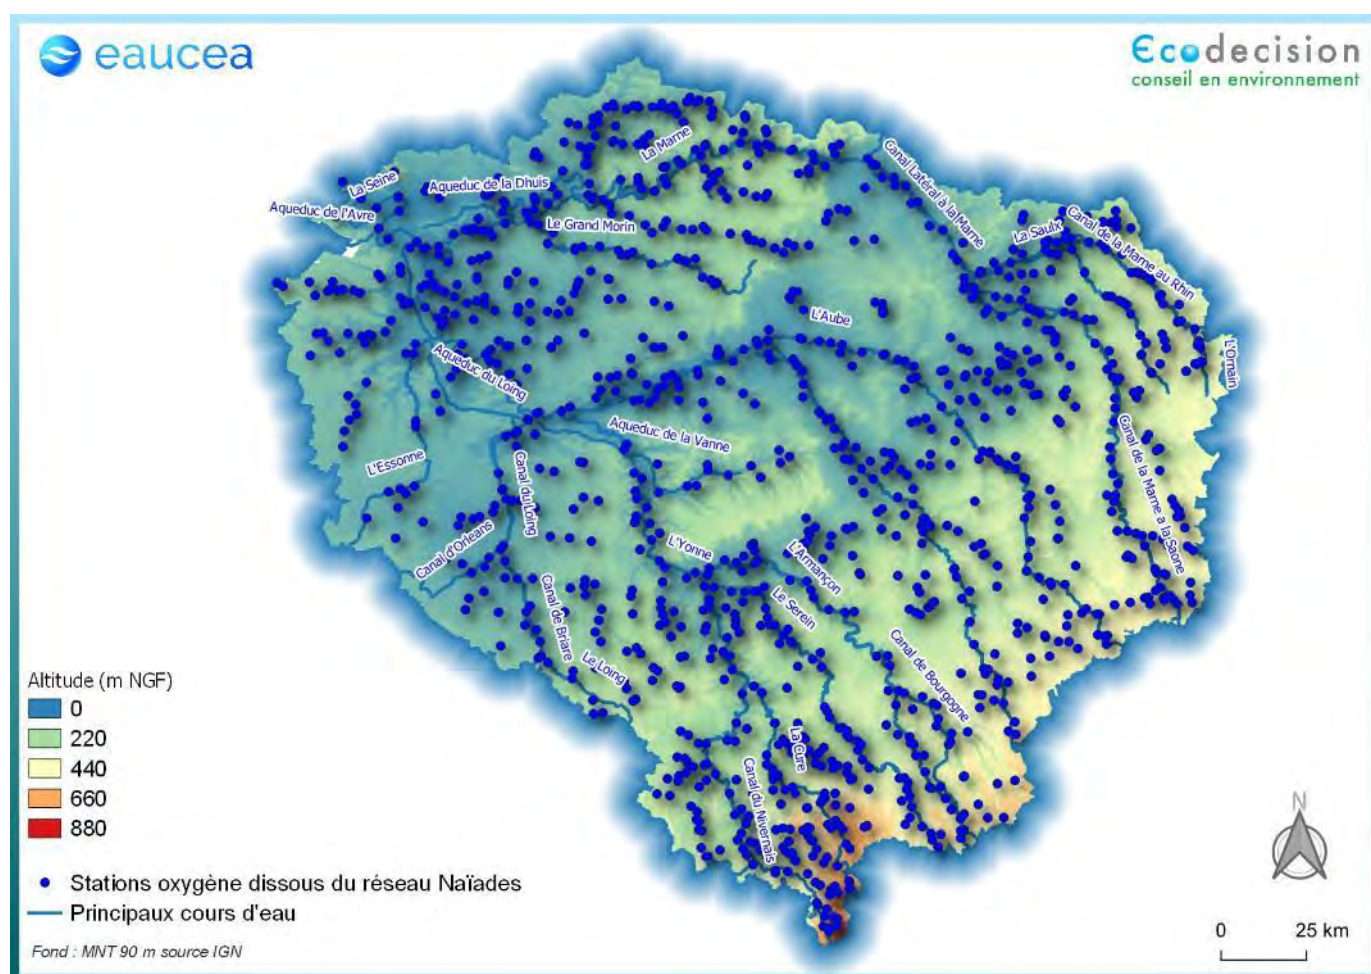 eaucea
Ecodecision
conseil en environnement
La Marne
La Seine
Aqueduc de la Dhuis
Aqueduc de l'Avre
Le Grand Morin
Canal Latéral à la Marne
La Saulx
Canal de la Marne au Rhin
L'Aube
L'Ornain
Aqueduc du Loing
Aqueduc de la Vanne
L'Essonne
Canal du Loing
Canal de la Marne a la Saone
Canal d'Orléans
L'Yonne
L'Armançon
Canal de Briare
Le Serein
Le Loing
Canal de Bourgogne
La Cure
Canal du Nivernais
Altitude (m NGF)
0
220
440
660
880
Stations oxygène dissous du réseau Naïades
Principaux cours d'eau
Fond : MNT 90 m source IGN
N
0 25 km